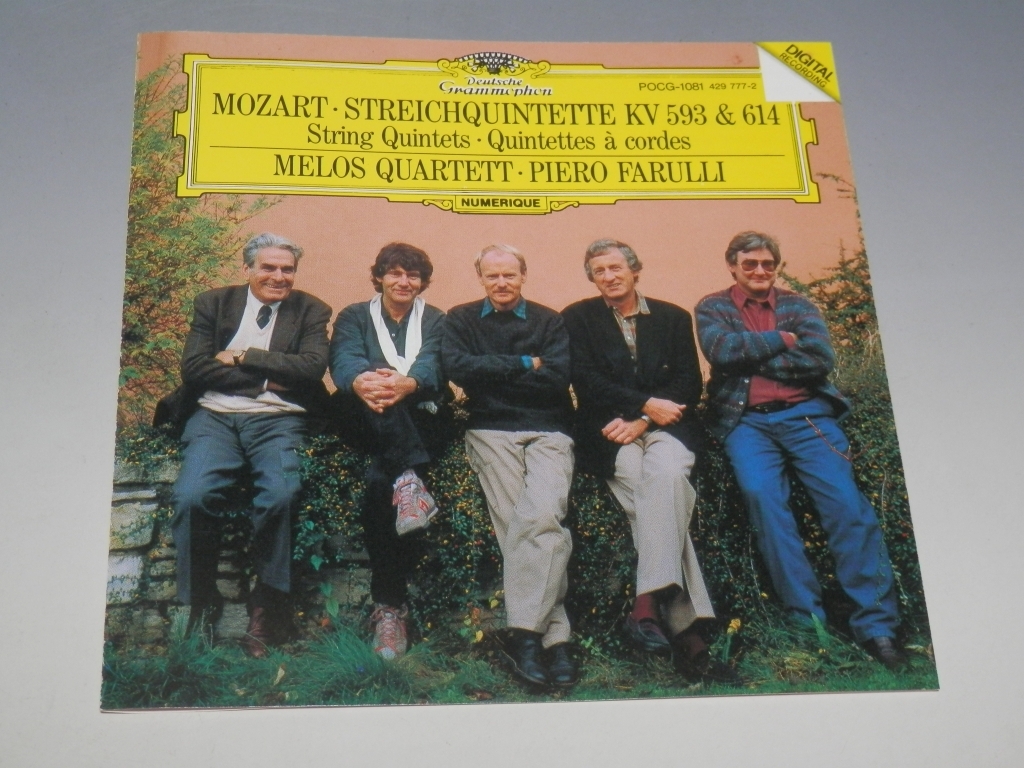 Deutsche
Grammophon
POCG-1081 429 777-2
DIGITAL
RECORDING
MOZART · STREICHQUINTETTE KV 593 & 614
String Quintets · Quintettes à cordes
MELOS QUARTETT · PIERO FARULLI
NUMERIQUE